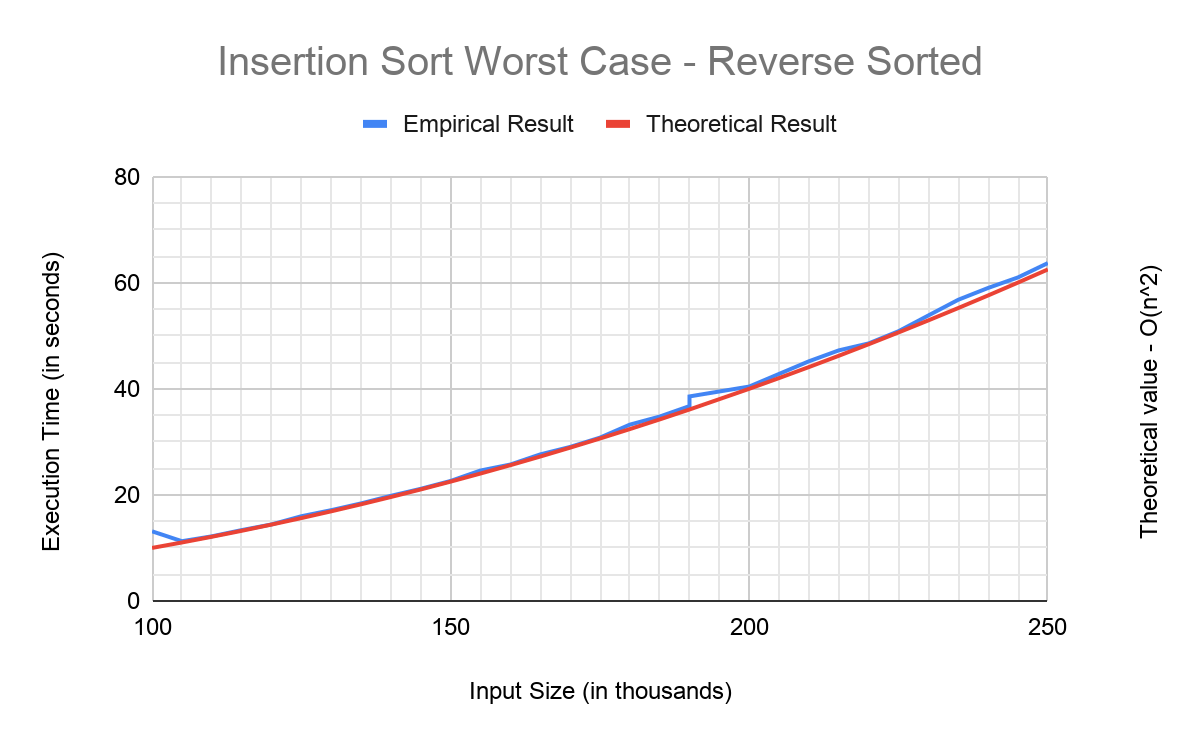 Insertion Sort Worst Case - Reverse Sorted
Empirical Result
Theoretical Result
80
60
40
20
0
100
150
200
250
Execution Time (in seconds)
Theoretical value - O(n^2)
Input Size (in thousands)